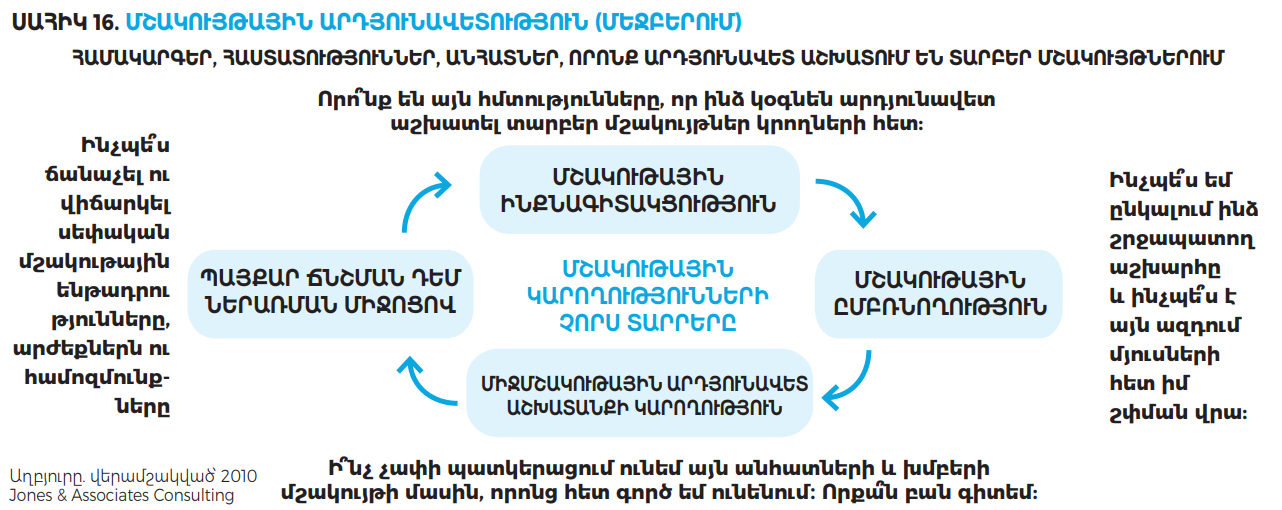 ՍԱՀԻԿ 16. ՄՇԱԿՈՒՅԹԱՅԻՆ ԱՐԴՅՈՒՆԱՎԵՏՈՒԹՅՈՒՆ (ՄԵՋԲԵՐՈՒՄ)
ՀԱՄԱԿԱՐԳԵՐ, ՀԱՍՏԱՏՈՒԹՅՈՒՆՆԵՐ, ԱՆՀԱՏՆԵՐ, ՈՐՈՆՔ ԱՐԴՅՈՒՆԱՎԵՏ ԱՇԽԱՏՈՒՄ ԵՆ ՏԱՐԲԵՐ ՄՇԱԿՈՒՅԹՆԵՐՈՒՄ
Որո՞նք են այն հմտությունները, որ ինձ կօգնեն արդյունավետ
աշխատել տարբեր մշակույթներ կրողների հետ:
Ինչպե՞ս
ճանաչել ու
վիճարկել
սեփական
մշակութային
ենթադրու
թյունները,
արժեքներն ու
համոզմունք-
ները
ՄՇԱԿՈՒԹԱՅԻՆ
ԻՆՔՆԱԳԻՏԱԿՑՈՒԹՅՈՒՆ
ՊԱՅՔԱՐ ՃՆՇՄԱՆ ԴԵՄ
ՆԵՐԱՌՄԱՆ ՄԻՋՈՑՈՎ
ՄՇԱԿՈՒԹԱՅԻՆ
ԿԱՐՈՂՈՒԹՅՈՒՆՆԵՐԻ
ՉՈՐՍ ՏԱՐՐԵՐԸ
ՄՇԱԿՈՒԹԱՅԻՆ
ԸՄԲՌՆՈՂՈՒԹՅՈՒՆ
ՄԻՋՄՇԱԿՈՒԹԱՅԻՆ ԱՐԴՅՈՒՆԱՎԵՏ
ԱՇԽԱՏԱՆՔԻ ԿԱՐՈՂՈՒԹՅՈՒՆ
Ինչպե՞ս եմ
ընկալում ինձ
շրջապատող
աշխարհը
և ինչպե՞ս է
այն ազդում
մյուսների
հետ իմ
շփման վրա:
Ի՞նչ չափի պատկերացում ունեմ այն անհատների և խմբերի
մշակույթի մասին, որոնց հետ գործ եմ ունենում: Որքա՞ն բան գիտեմ:
Աղբյուրը. վերամշակված՝ 2010
Jones & Associates Consulting